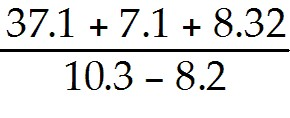 37.1 + 7.1 + 8.32
10.3 – 8.2